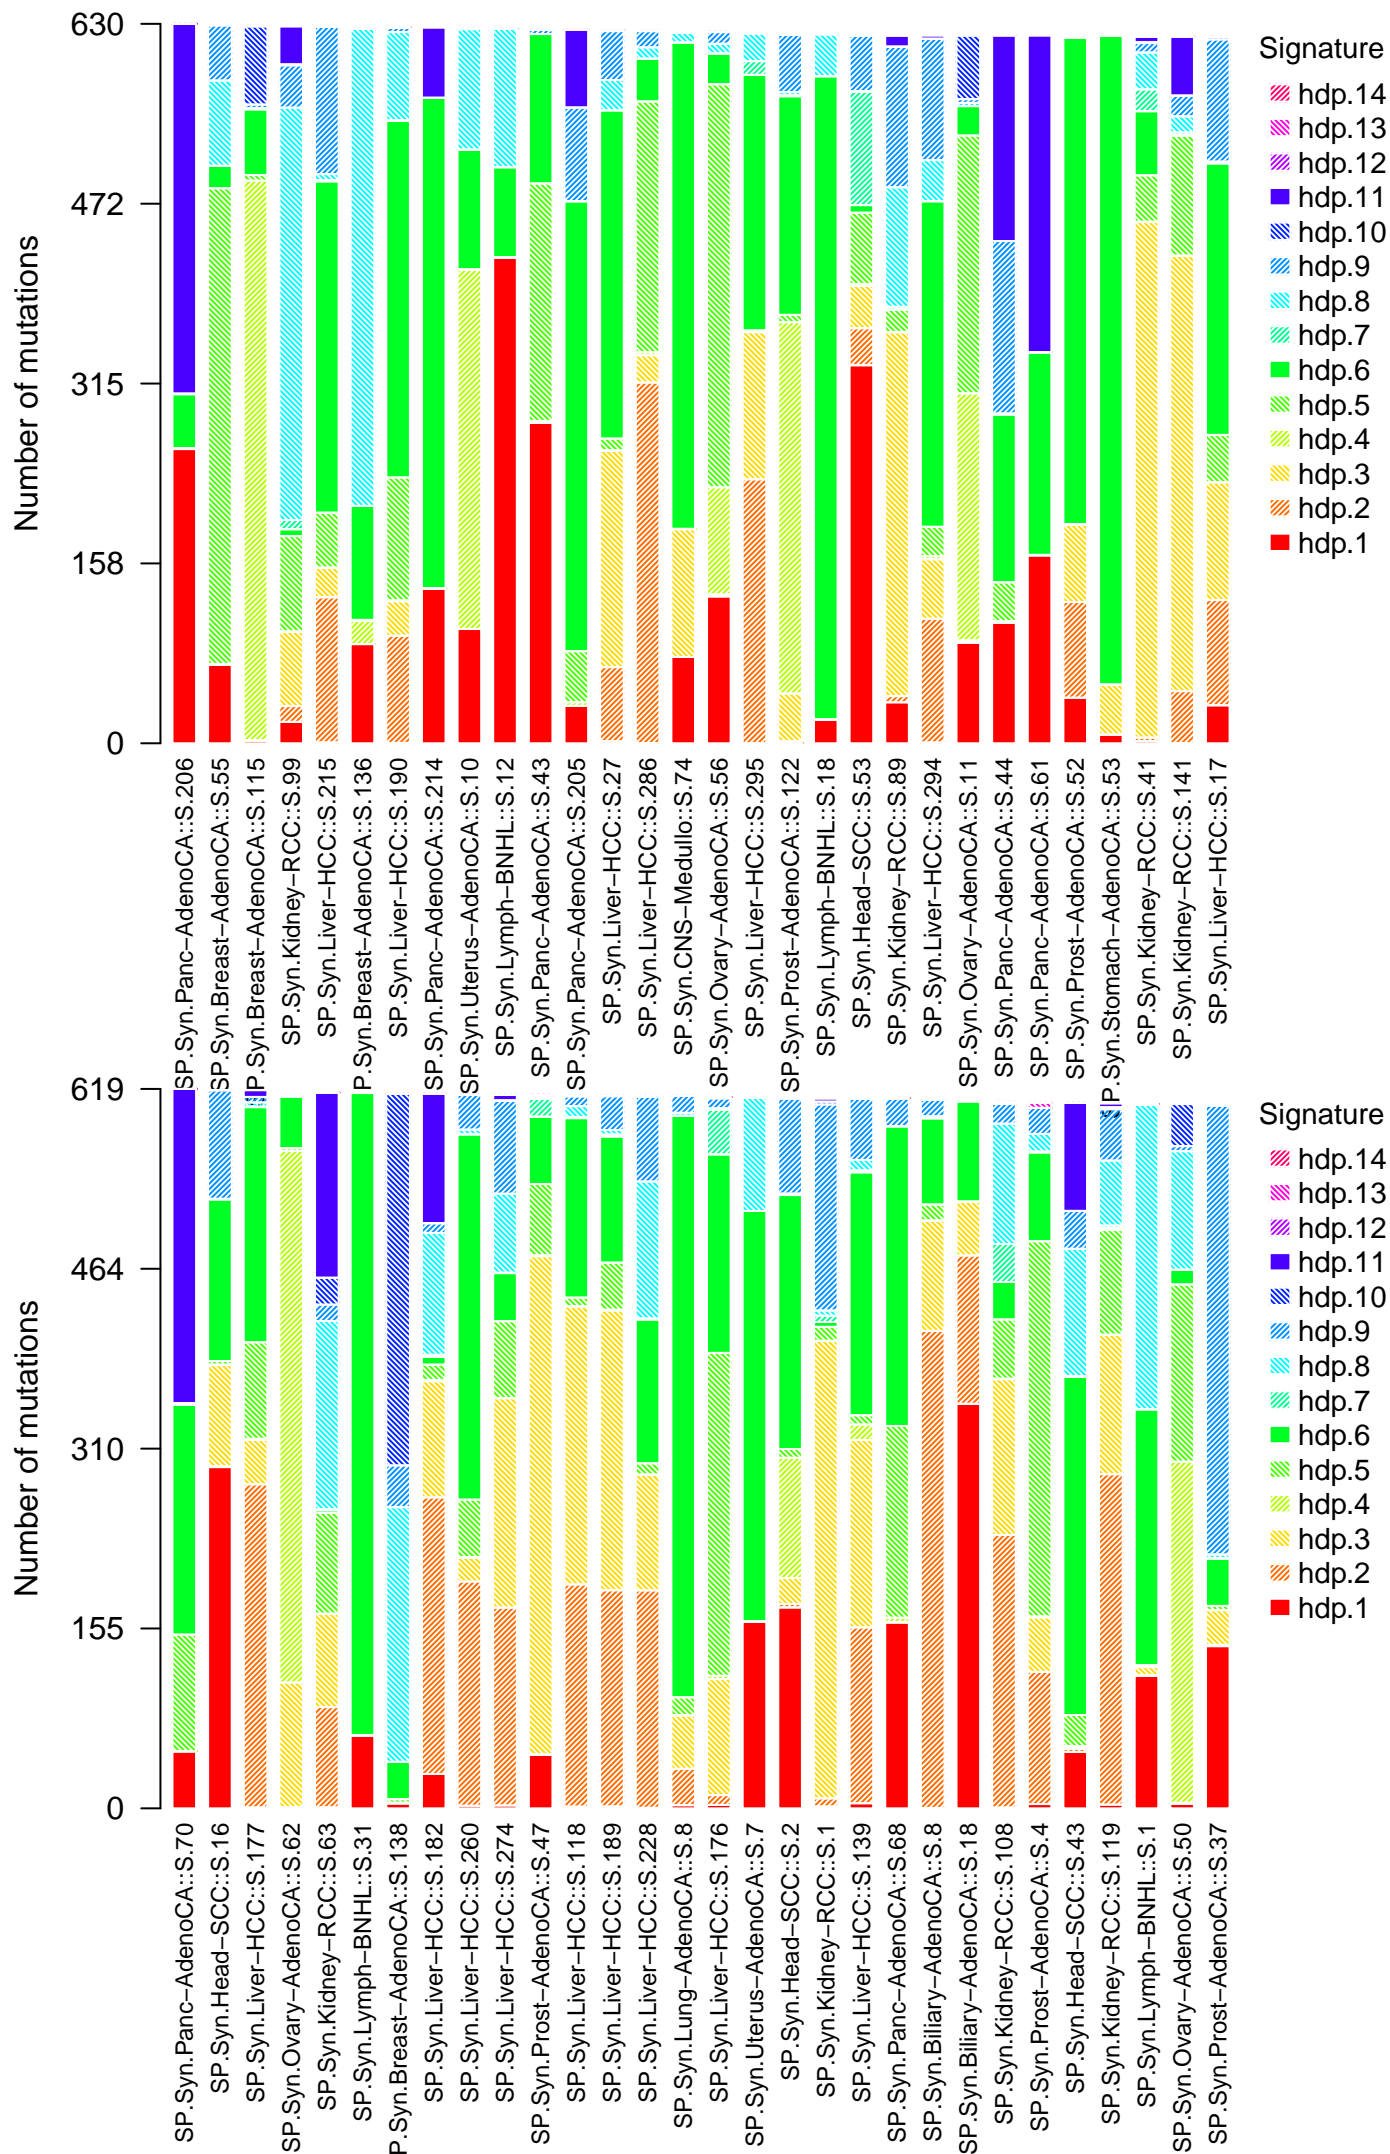 Number of mutations
630
472
315
158
0
Signature
hdp.14
hdp.13
hdp.12
hdp.11
hdp.10
hdp.9
hdp.8
hdp.7
hdp.6
hdp.5
hdp.4
hdp.3
hdp.2
hdp.1
SP.Syn.Panc−AdenoCA::S.206
SP.Syn.Breast−AdenoCA::S.55
P.Syn.Breast−AdenoCA::S.115
SP.Syn.Kidney−RCC::S.99
SP.Syn.Liver−HCC::S.215
P.Syn.Breast−AdenoCA::S.136
SP.Syn.Liver−HCC::S.190
SP.Syn.Panc−AdenoCA::S.214
SP.Syn.Uterus−AdenoCA::S.10
SP.Syn.Lymph−BNHL::S.12
SP.Syn.Panc−AdenoCA::S.43
SP.Syn.Panc−AdenoCA::S.205
SP.Syn.Liver−HCC::S.27
SP.Syn.Liver−HCC::S.286
SP.Syn.CNS−Medullo::S.74
SP.Syn.Ovary−AdenoCA::S.56
SP.Syn.Liver−HCC::S.295
SP.Syn.Prost−AdenoCA::S.122
SP.Syn.Lymph−BNHL::S.18
SP.Syn.Head−SCC::S.53
SP.Syn.Kidney−RCC::S.89
SP.Syn.Liver−HCC::S.294
SP.Syn.Ovary−AdenoCA::S.11
SP.Syn.Panc−AdenoCA::S.44
SP.Syn.Panc−AdenoCA::S.61
SP.Syn.Prost−AdenoCA::S.52
SP.Syn.Stomach−AdenoCA::S.53
SP.Syn.Kidney−RCC::S.41
SP.Syn.Kidney−RCC::S.141
SP.Syn.Liver−HCC::S.17
Number of mutations
619
464
310
155
0
Signature
hdp.14
hdp.13
hdp.12
hdp.11
hdp.10
hdp.9
hdp.8
hdp.7
hdp.6
hdp.5
hdp.4
hdp.3
hdp.2
hdp.1
SP.Syn.Panc−AdenoCA::S.70
SP.Syn.Head−SCC::S.16
SP.Syn.Liver−HCC::S.177
SP.Syn.Ovary−AdenoCA::S.62
SP.Syn.Kidney−RCC::S.63
SP.Syn.Lymph−BNHL::S.31
P.Syn.Breast−AdenoCA::S.138
SP.Syn.Liver−HCC::S.182
SP.Syn.Liver−HCC::S.260
SP.Syn.Liver−HCC::S.274
SP.Syn.Prost−AdenoCA::S.47
SP.Syn.Liver−HCC::S.118
SP.Syn.Liver−HCC::S.189
SP.Syn.Liver−HCC::S.228
SP.Syn.Lung−AdenoCA::S.8
SP.Syn.Liver−HCC::S.176
SP.Syn.Uterus−AdenoCA::S.7
SP.Syn.Head−SCC::S.2
SP.Syn.Kidney−RCC::S.1
SP.Syn.Liver−HCC::S.139
SP.Syn.Panc−AdenoCA::S.68
SP.Syn.Biliary−AdenoCA::S.8
SP.Syn.Biliary−AdenoCA::S.18
SP.Syn.Kidney−RCC::S.108
SP.Syn.Prost−AdenoCA::S.4
SP.Syn.Head−SCC::S.43
SP.Syn.Kidney−RCC::S.119
SP.Syn.Lymph−BNHL::S.1
SP.Syn.Ovary−AdenoCA::S.50
SP.Syn.Prost−AdenoCA::S.37